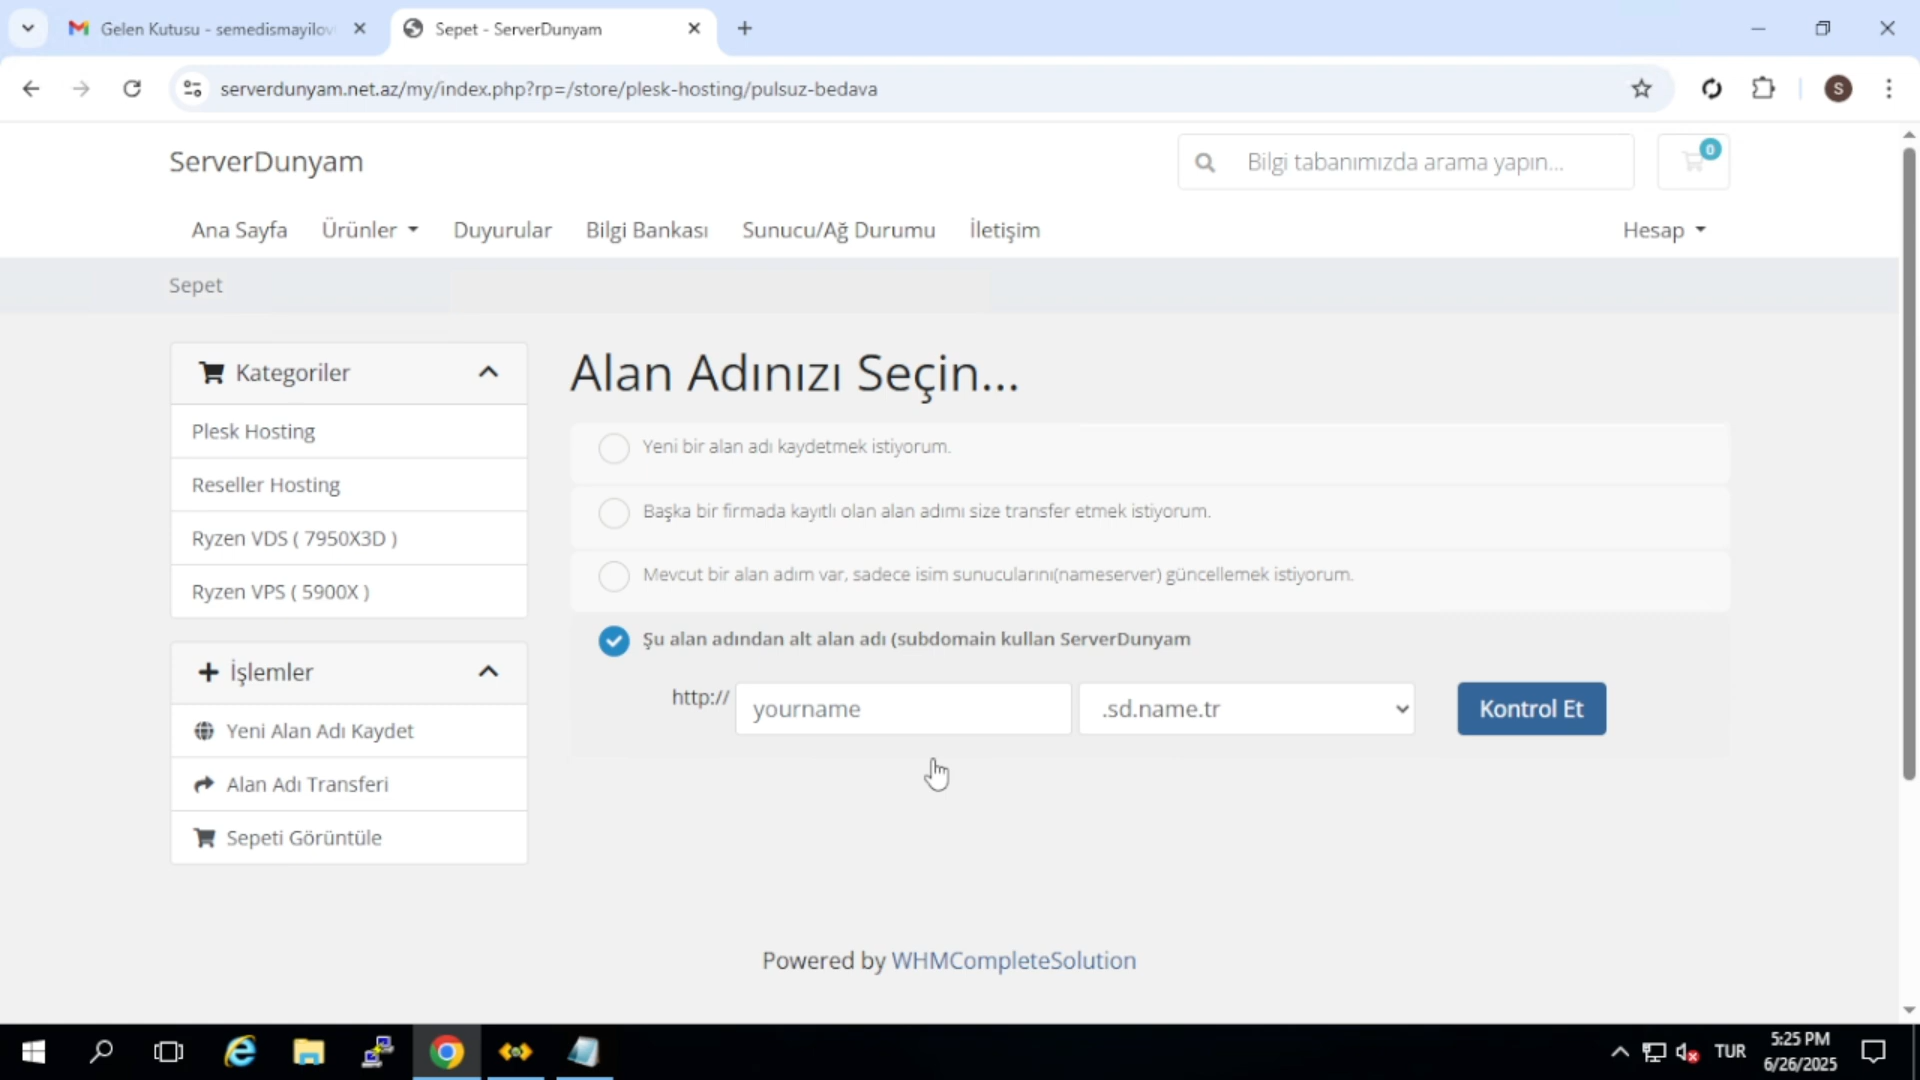 Gelen Kutusu - semedismayilov
Sepet - ServerDunyam
serverdunyam.net.az/my/index.php?rp=/store/plesk-hosting/pulsuz-bedava
S
ServerDunyam
Bilgi tabanımızda arama yapın...
0
Ana Sayfa
Ürünler
Duyurular
Bilgi Bankası
Sunucu/Ağ Durumu
İletişim
Hesap
Sepet
Kategoriler
Plesk Hosting
Reseller Hosting
Ryzen VDS ( 7950X3D )
Ryzen VPS ( 5900X )
İşlemler
Yeni Alan Adı Kaydet
Alan Adı Transferi
Sepeti Görüntüle
Alan Adınızı Seçin...
Yeni bir alan adı kaydetmek istiyorum.
Başka bir firmada kayıtlı olan alan adımı size transfer etmek istiyorum.
Mevcut bir alan adım var, sadece isim sunucularını(nameserver) güncellemek istiyorum.
Şu alan adından alt alan adı (subdomain kullan ServerDunyam
http://
yourname
.sd.name.tr
Kontrol Et
Powered by WHMCompleteSolution
TUR
5:25 PM
6/26/2025